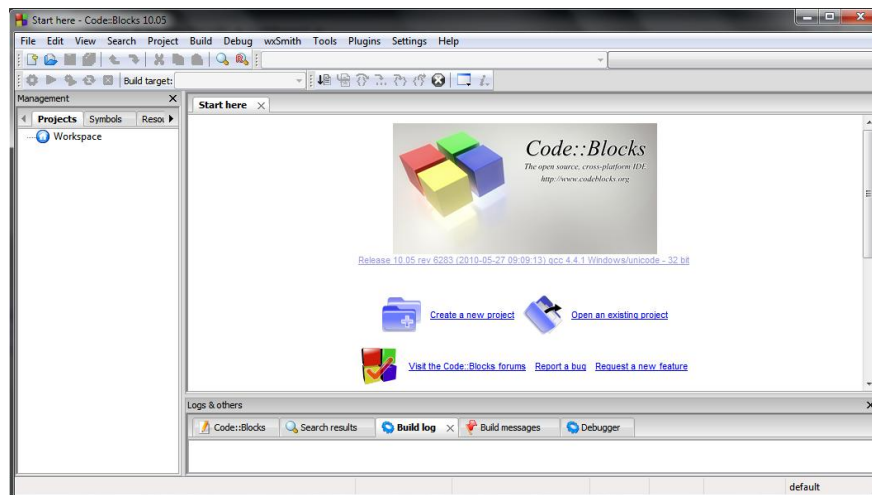 Start here - Code::Blocks 10.05
File Edit View Search Project Build Debug wxSmith Tools Plugins Settings Help
Build target:
Management
Projects Symbols Resou
Workspace
Start here
Code::Blocks
The open source, cross-platform IDE
http://www.codeblocks.org
Release 10.05 rev 6283 (2010-05-27 09:09:13) gcc 4.4.1 Windows/unicode - 32 bit
Create a new project Open an existing project
Visit the Code::Blocks forums Report a bug Request a new feature
Logs & others
Code::Blocks Search results Build log Build messages Debugger
default